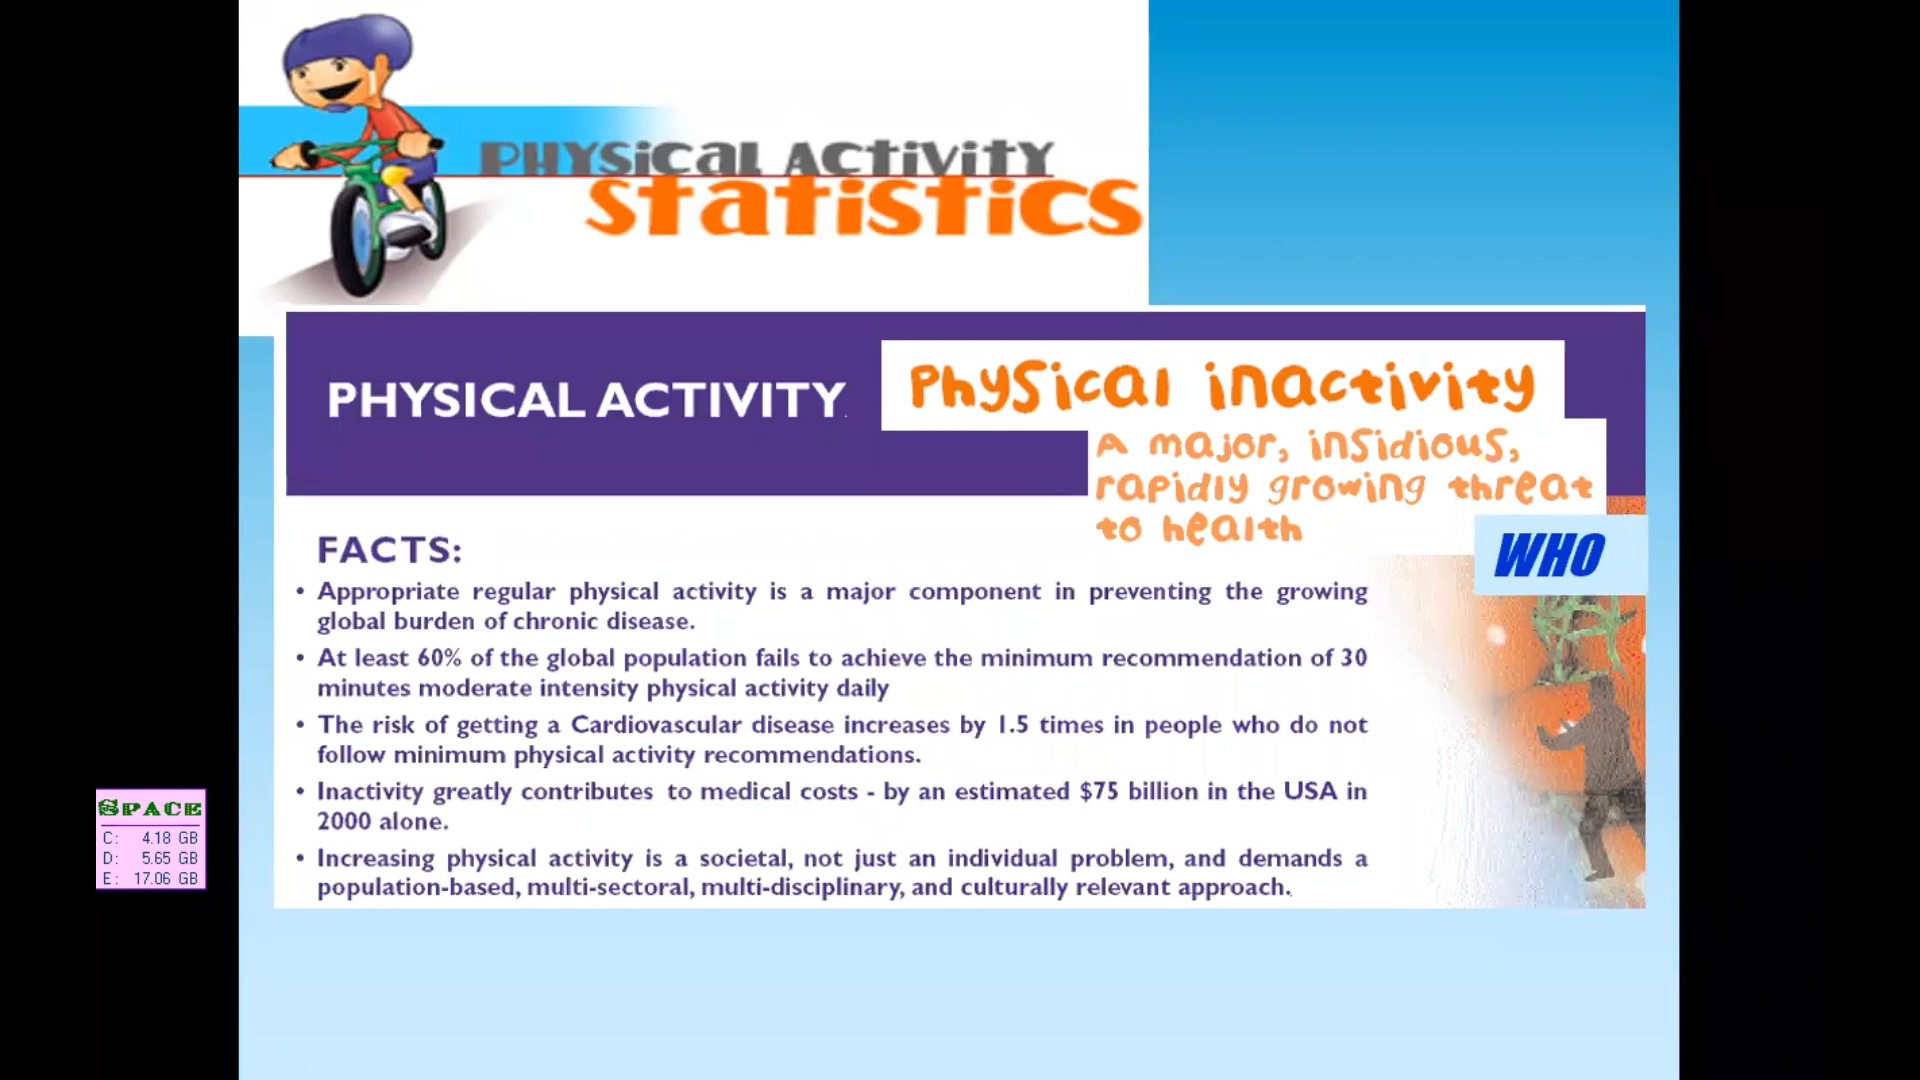 PHYSICAL ACTIVITY
STATISTICS
PHYSICAL ACTIVITY
Physical inactivity
A major, insidious,
rapidly growing threat
to health
WHO
FACTS:
• Appropriate regular physical activity is a major component in preventing the growing
global burden of chronic disease.
• At least 60% of the global population fails to achieve the minimum recommendation of 30
minutes moderate intensity physical activity daily
• The risk of getting a Cardiovascular disease increases by 1.5 times in people who do not
follow minimum physical activity recommendations.
• Inactivity greatly contributes to medical costs - by an estimated $75 billion in the USA in
2000 alone.
• Increasing physical activity is a societal, not just an individual problem, and demands a
population-based, multi-sectoral, multi-disciplinary, and culturally relevant approach.
SPACE
C: 4.18 GB
D: 5.65 GB
E: 17.06 GB